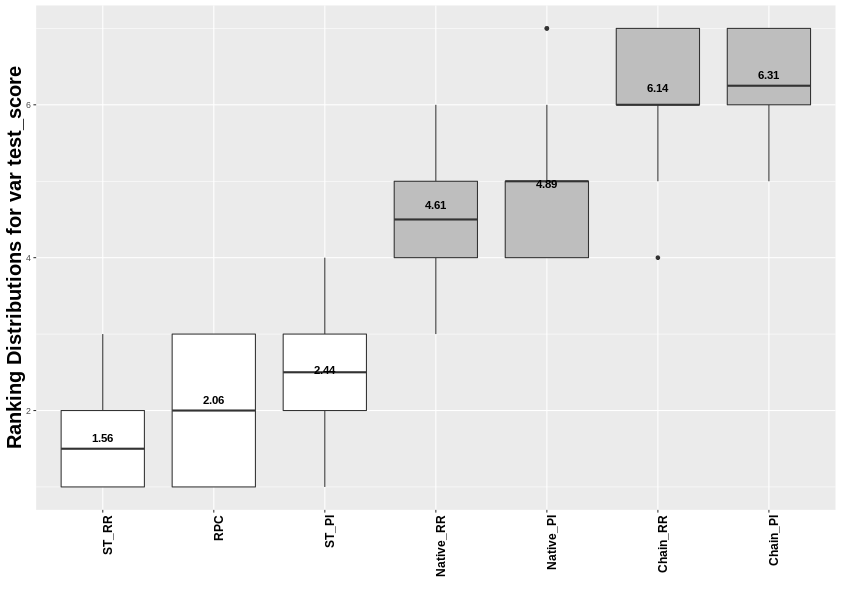 Ranking Distributions for var test_score
6
4
2
1.56
2.06
2.44
4.61
4.89
6.14
6.31
ST_RR
RPC
ST_PI
Native_RR
Native_PI
Chain_RR
Chain_PI